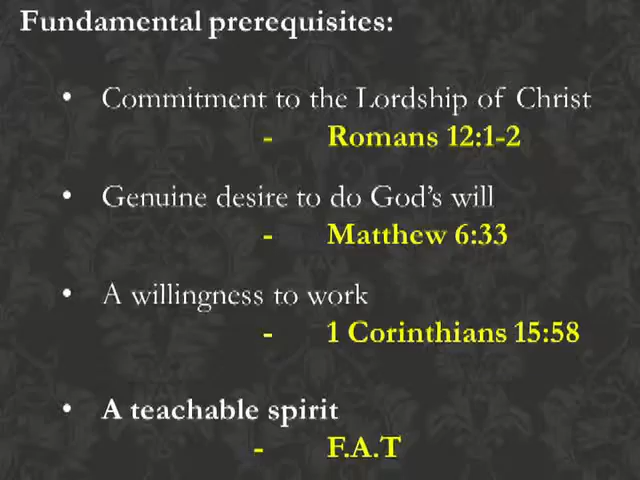 Fundamental prerequisites:
• Commitment to the Lordship of Christ
- Romans 12:1-2
• Genuine desire to do God's will
- Matthew 6:33
• A willingness to work
- 1 Corinthians 15:58
• A teachable spirit
- F.A.T